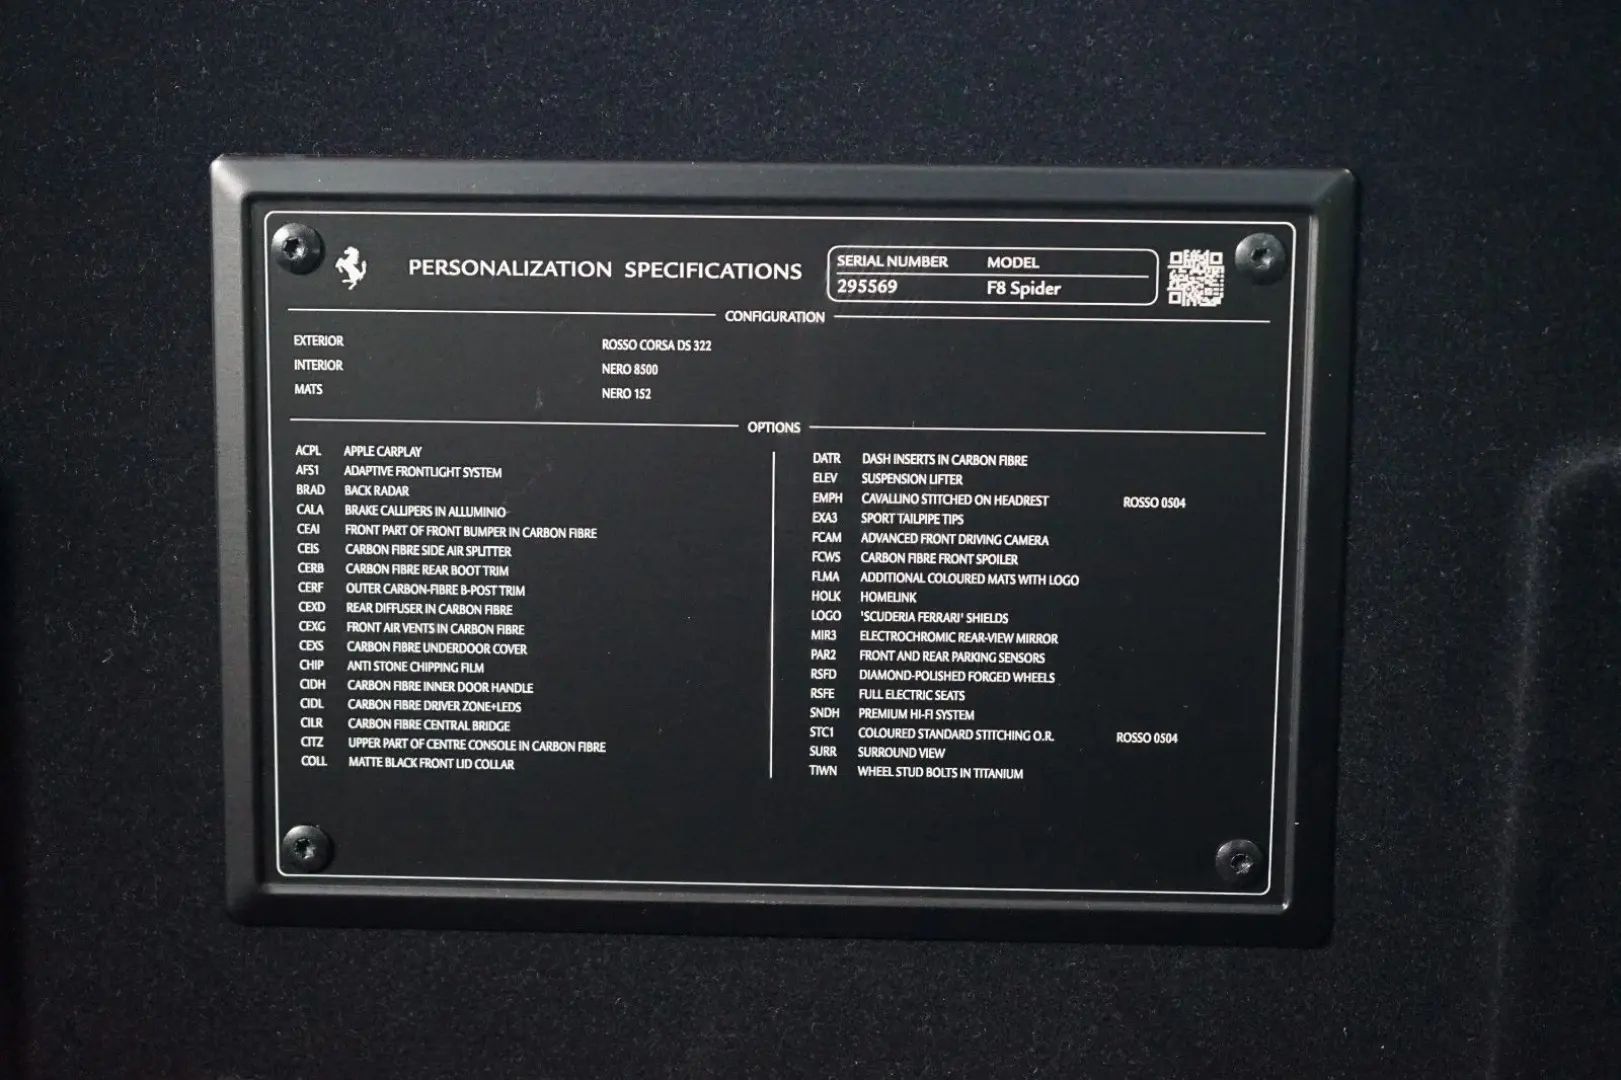 PERSONALIZATION SPECIFICATIONS
SERIAL NUMBER MODEL
295569 F8 Spider
CONFIGURATION
EXTERIOR ROSSO CORSA DS 322
INTERIOR NERO 8500
MATS NERO 152
OPTIONS
ACPL APPLE CARPLAY
AFS1 ADAPTIVE FRONTLIGHT SYSTEM
BRAD BACK RADAR
CALA BRAKE CALLIPERS IN ALLUMINIO
CEAI FRONT PART OF FRONT BUMPER IN CARBON FIBRE
CEIS CARBON FIBRE SIDE AIR SPLITTER
CERB CARBON FIBRE REAR BOOT TRIM
CERF OUTER CARBON-FIBRE B-POST TRIM
CEXD REAR DIFFUSER IN CARBON FIBRE
CEXG FRONT AIR VENTS IN CARBON FIBRE
CEXS CARBON FIBRE UNDERDOOR COVER
CHIP ANTI STONE CHIPPING FILM
CIDH CARBON FIBRE INNER DOOR HANDLE
CIDL CARBON FIBRE DRIVER ZONE+LEDS
CILR CARBON FIBRE CENTRAL BRIDGE
CITZ UPPER PART OF CENTRE CONSOLE IN CARBON FIBRE
COLL MATTE BLACK FRONT LID COLLAR
DATR DASH INSERTS IN CARBON FIBRE
ELEV SUSPENSION LIFTER
EMPH CAVALLINO STITCHED ON HEADREST ROSSO 0504
EXA3 SPORT TAILPIPE TIPS
FCAM ADVANCED FRONT DRIVING CAMERA
FCWS CARBON FIBRE FRONT SPOILER
FLMA ADDITIONAL COLOURED MATS WITH LOGO
HOLK HOMELINK
LOGO 'SCUDERIA FERRARI' SHIELDS
MIR3 ELECTROCHROMIC REAR-VIEW MIRROR
PAR2 FRONT AND REAR PARKING SENSORS
RSFD DIAMOND-POLISHED FORGED WHEELS
RSFE FULL ELECTRIC SEATS
SNDH PREMIUM HI-FI SYSTEM
STC1 COLOURED STANDARD STITCHING O.R. ROSSO 0504
SURR SURROUND VIEW
TIWN WHEEL STUD BOLTS IN TITANIUM